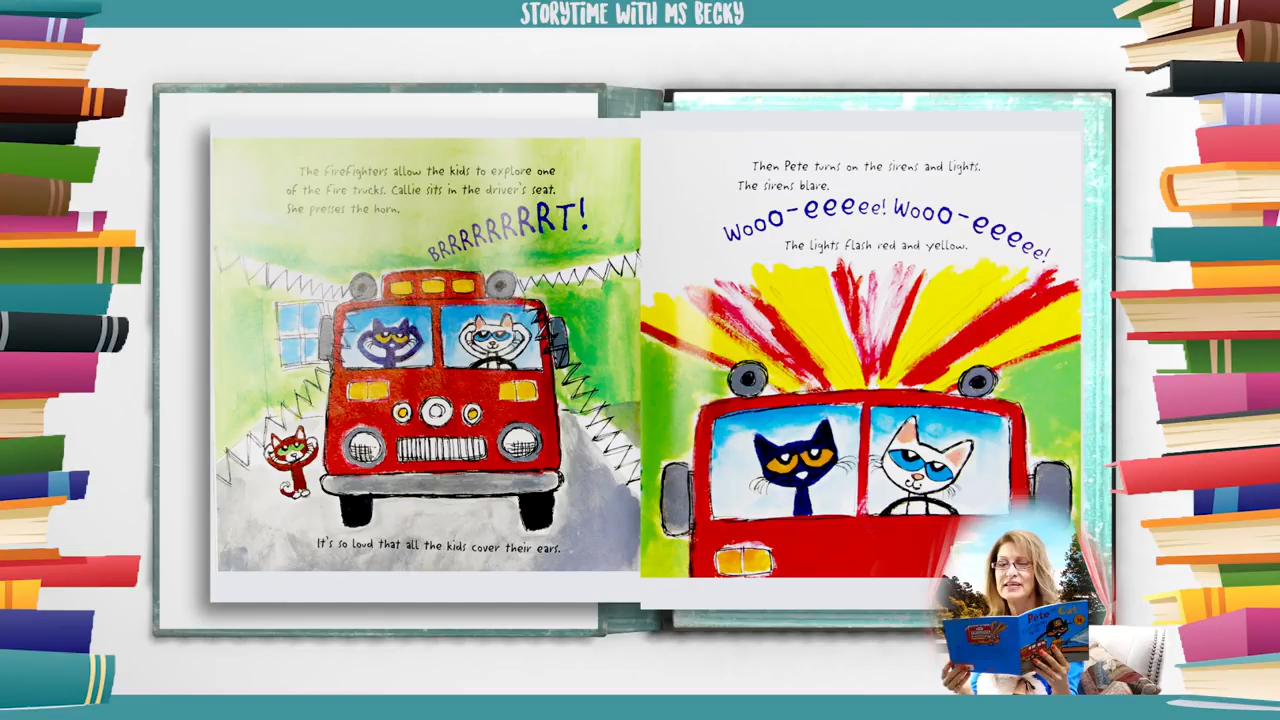 STORYTIME WITH MS BECKY
The firefighters allow the kids to explore one
of the fire trucks. Callie sits in the driver's seat.
She presses the horn.
BRRRRRRRRT!
It's so loud that all the kids cover their ears.
Then Pete turns on the sirens and lights.
The sirens blare.
Wooo-eeeee! Wooo-eeeee!
The lights flash red and yellow.
Pete the Cat